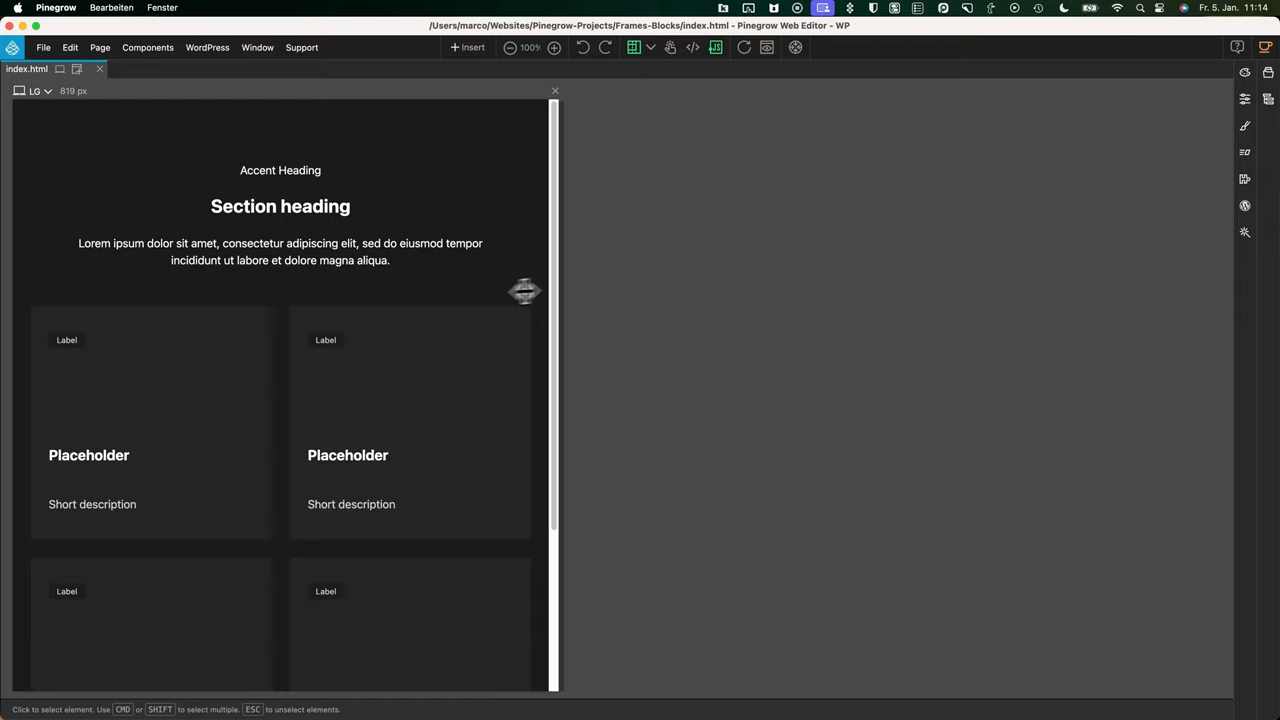 Pinegrow Bearbeiten Fenster Fr. 5. Jan. 11:14
/Users/marco/Websites/Pinegrow-Projects/Frames-Blocks/index.html - Pinegrow Web Editor - WP
File Edit Page Components WordPress Window Support + Insert 100% JS
index.html
LG 819 px
Accent Heading
Section heading
Lorem ipsum dolor sit amet, consectetur adipiscing elit, sed do eiusmod tempor
incididunt ut labore et dolore magna aliqua.
Label Label
Placeholder Placeholder
Short description Short description
Label Label
Click to select element. Use CMD or SHIFT to select multiple. ESC to unselect elements.